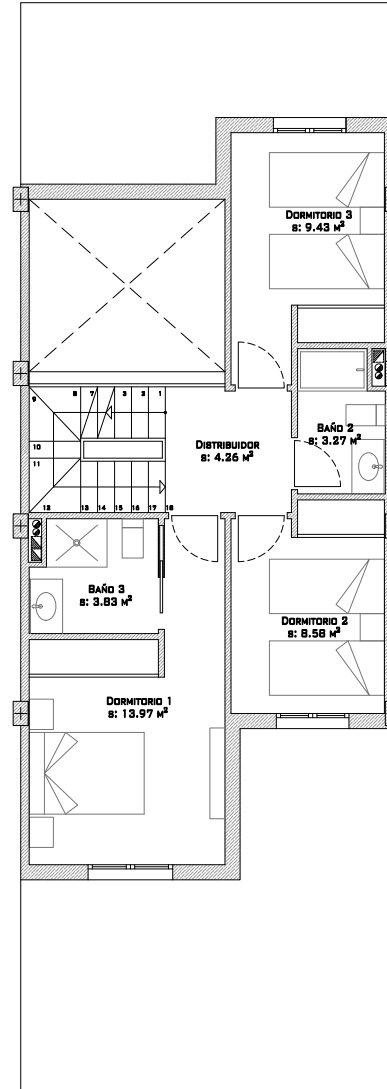 DORMITORIO 3
s: 9.43 M²
9
8
7
3
2
1
10
11
DISTRIBUIDOR
s: 4.26 M²
BAÑO 2
s: 3.27 M²
12
13
14
15
16
17
18
BAÑO 3
s: 3.83 M²
DORMITORIO 2
s: 8.58 M²
DORMITORIO 1
s: 13.97 M²